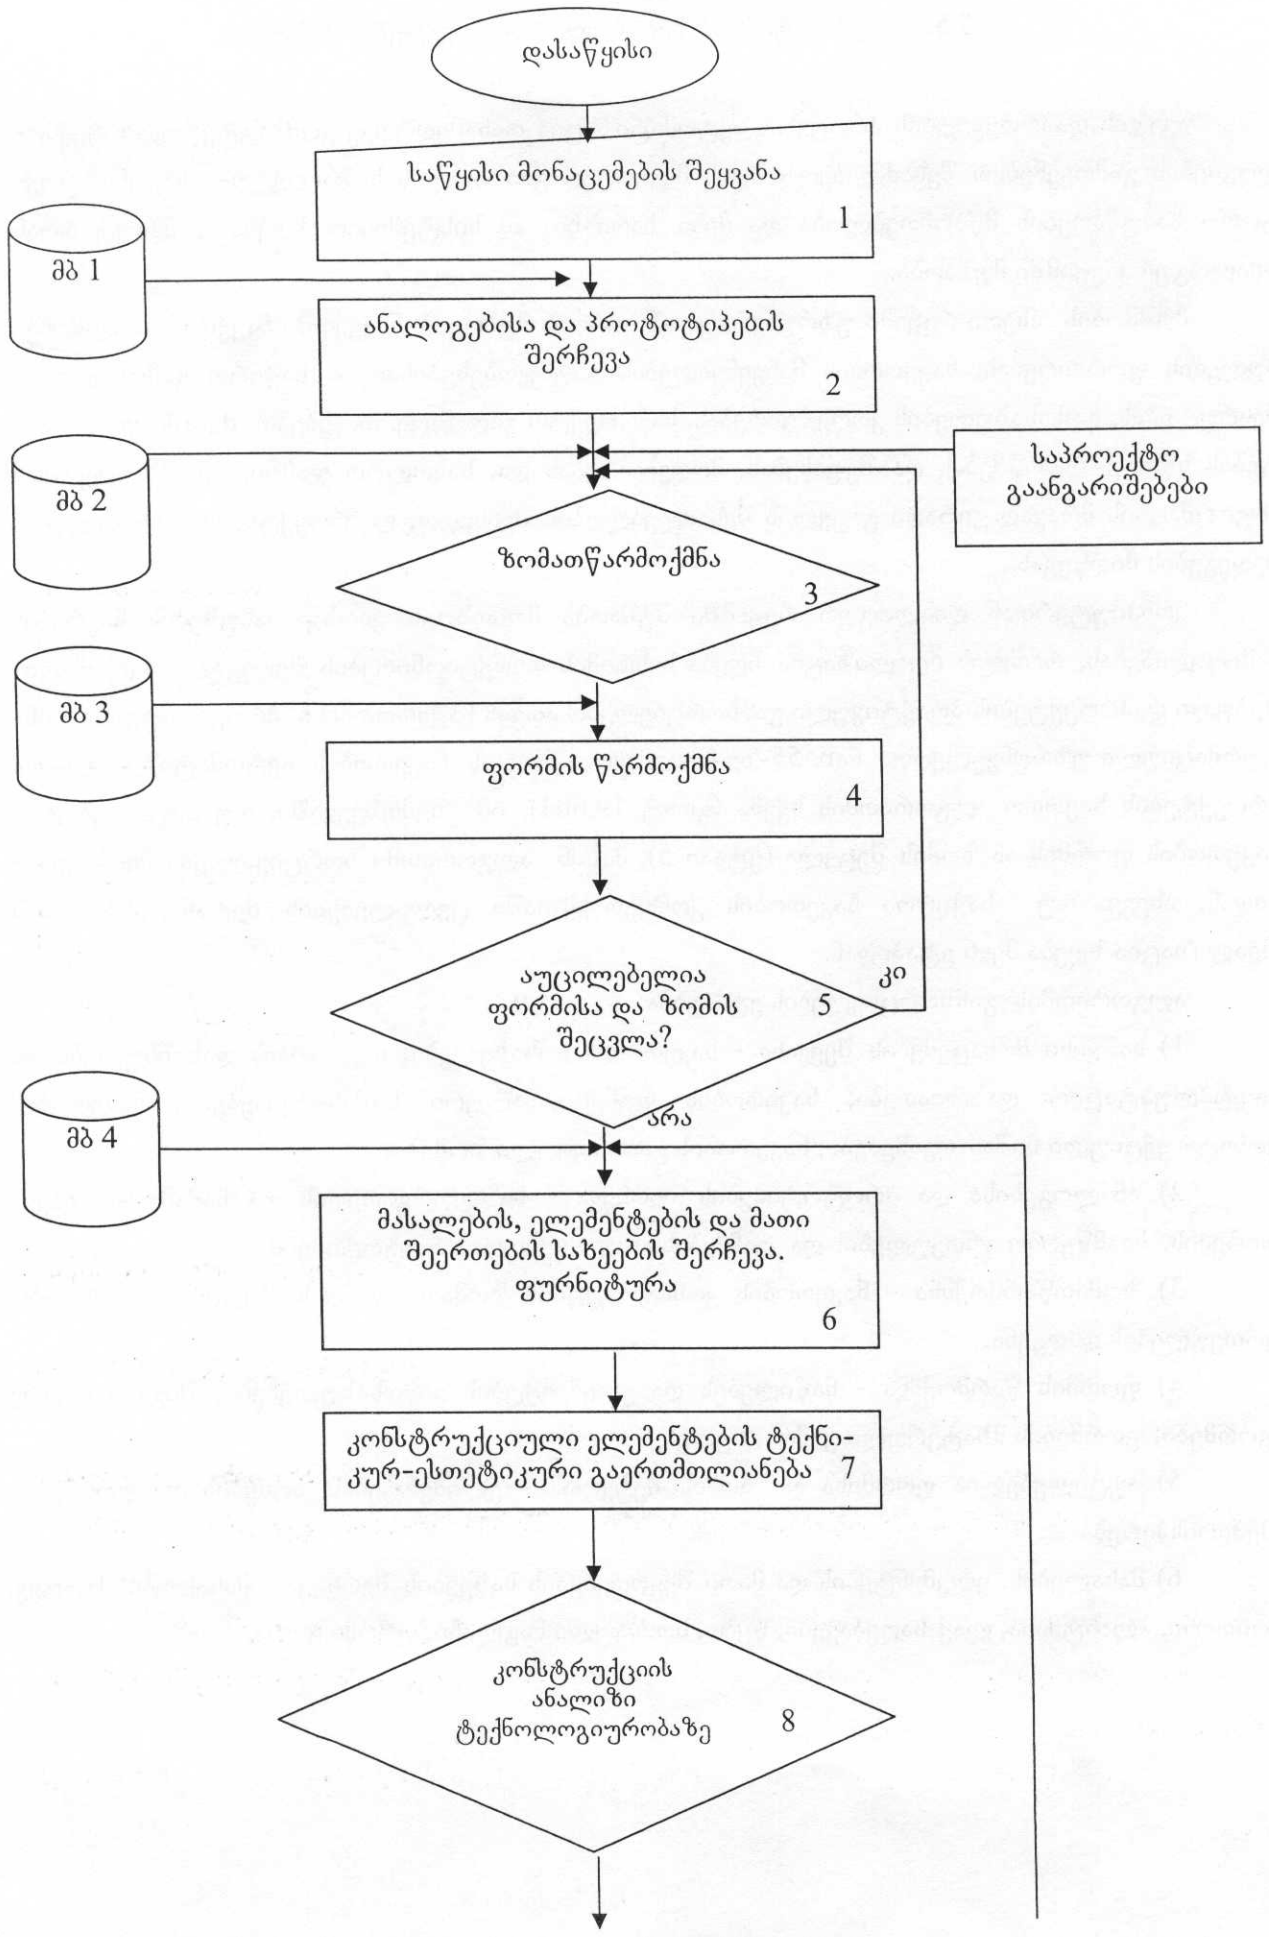 დასაწყისი
საწყისი მონაცემების შეყვანა
1
მბ 1
ანალოგებისა და პროტოტიპების
შერჩევა
2
მბ 2
საპროექტო
გაანგარიშებები
ზომათწარმოქმნა
3
მბ 3
ფორმის წარმოქმნა
4
აუცილებელია
ფორმისა და ზომის
შეცვლა?
5
კი
არა
მბ 4
მასალების, ელემენტების და მათი
შეერთების სახეების შერჩევა.
ფურნიტურა
6
კონსტრუქციული ელემენტების ტექნი-
კურ-ესთეტიკური გაერთმთლიანება 7
კონსტრუქციის
ანალიზი
ტექნოლოგიურობაზე
8